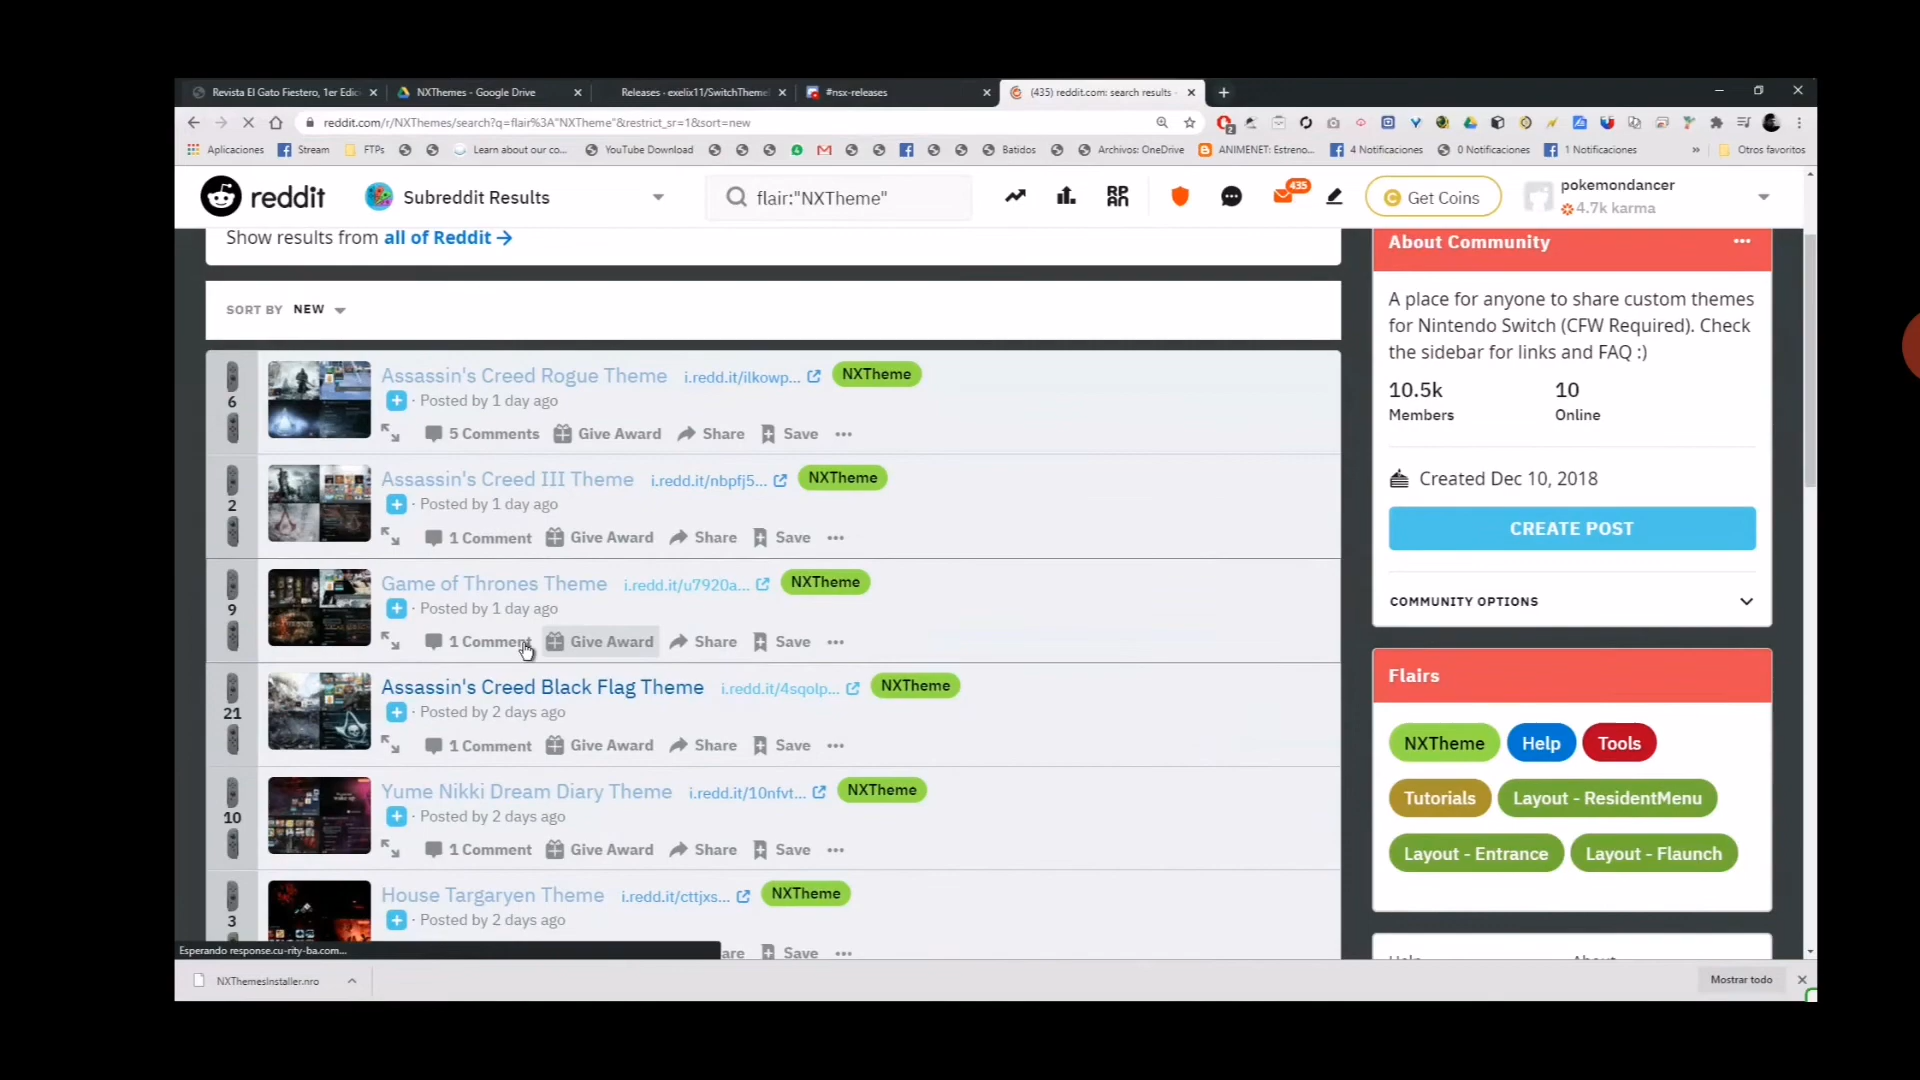 Revista El Gato Fiestero, 1er Edic
NXThemes - Google Drive
Releases · exelix11/SwitchThemeI
#nsx-releases
(435) reddit.com: search results -
reddit.com/r/NXThemes/search?q=flair%3A"NXTheme"&restrict_sr=1&sort=new
Aplicaciones
Stream
FTPs
Learn about our co...
YouTube Download
Batidos
Archivos: OneDrive
ANIMENET: Estreno...
4 Notificaciones
0 Notificaciones
1 Notificaciones
»
Otros favoritos
reddit
Subreddit Results
flair:"NXTheme"
435
Get Coins
pokemondancer
4.7k karma
Show results from all of Reddit →
SORT BY NEW
6
Assassin's Creed Rogue Theme i.redd.it/ilkowp... NXTheme
· Posted by 1 day ago
5 Comments Give Award Share Save ...
2
Assassin's Creed III Theme i.redd.it/nbpfj5... NXTheme
· Posted by 1 day ago
1 Comment Give Award Share Save ...
9
Game of Thrones Theme i.redd.it/u7920a... NXTheme
· Posted by 1 day ago
1 Comment Give Award Share Save ...
21
Assassin's Creed Black Flag Theme i.redd.it/4sqolp... NXTheme
· Posted by 2 days ago
1 Comment Give Award Share Save ...
10
Yume Nikki Dream Diary Theme i.redd.it/10nfvt... NXTheme
· Posted by 2 days ago
1 Comment Give Award Share Save ...
3
House Targaryen Theme i.redd.it/cttjxs... NXTheme
· Posted by 2 days ago
are Save ...
About Community
...
A place for anyone to share custom themes
for Nintendo Switch (CFW Required). Check
the sidebar for links and FAQ :)
10.5k
Members
10
Online
Created Dec 10, 2018
CREATE POST
COMMUNITY OPTIONS
Flairs
NXTheme Help Tools
Tutorials Layout - ResidentMenu
Layout - Entrance Layout - Flaunch
Help About
Esperando response.cu-rity-ba.com...
NXThemesInstaller.nro
Mostrar todo